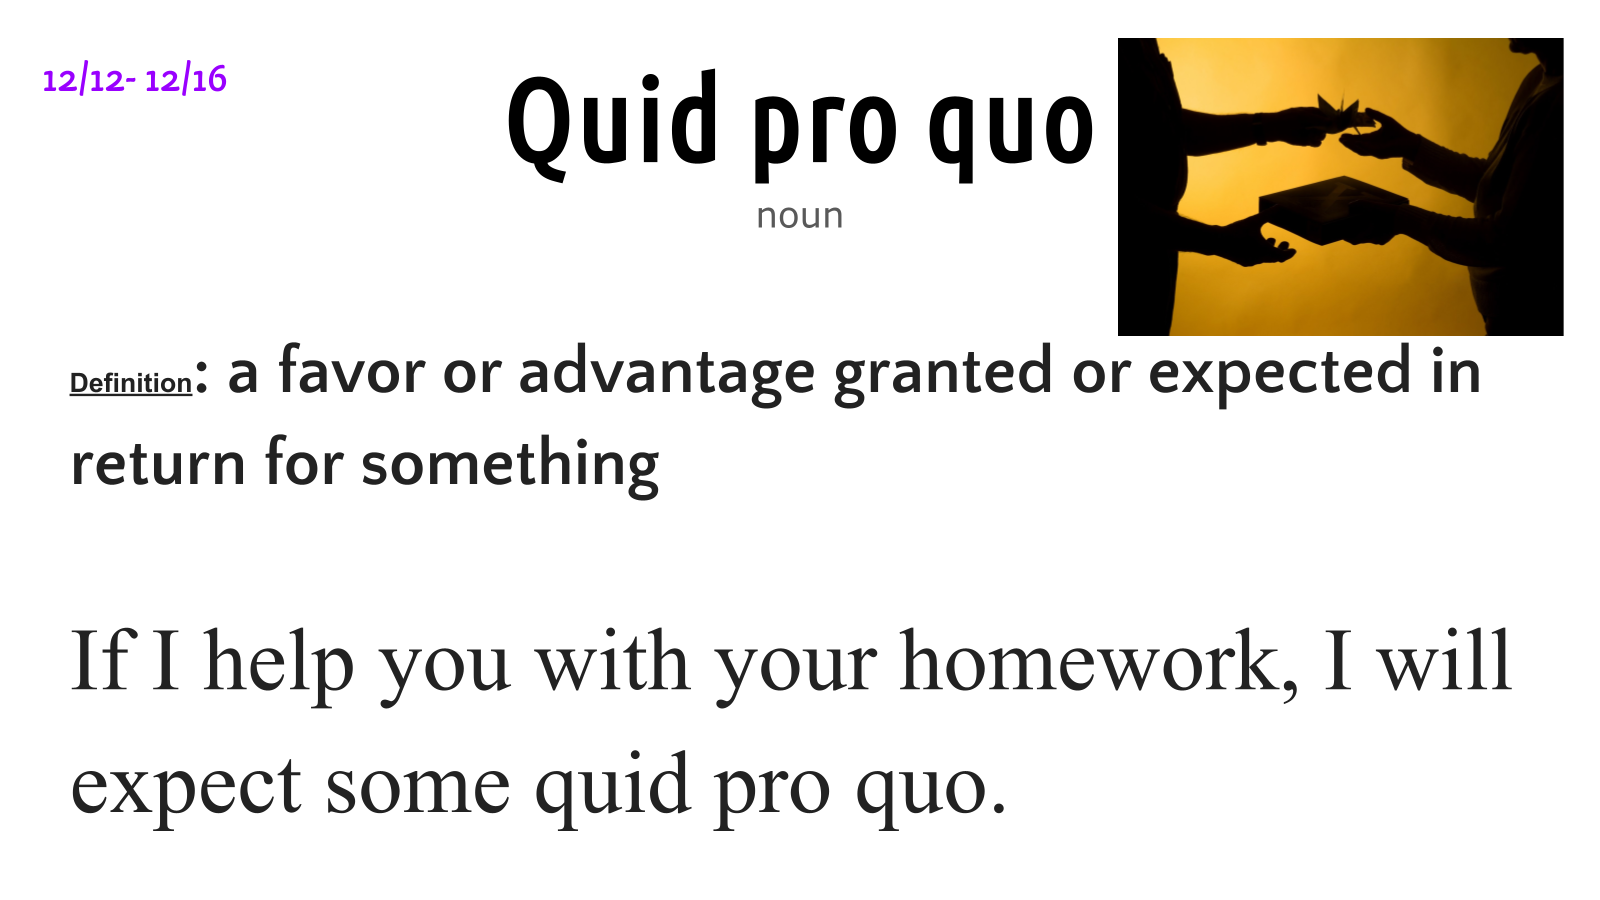 12/12- 12/16
Quid pro quo
noun
Definition: a favor or advantage granted or expected in
return for something
If I help you with your homework, I will
expect some quid pro quo.